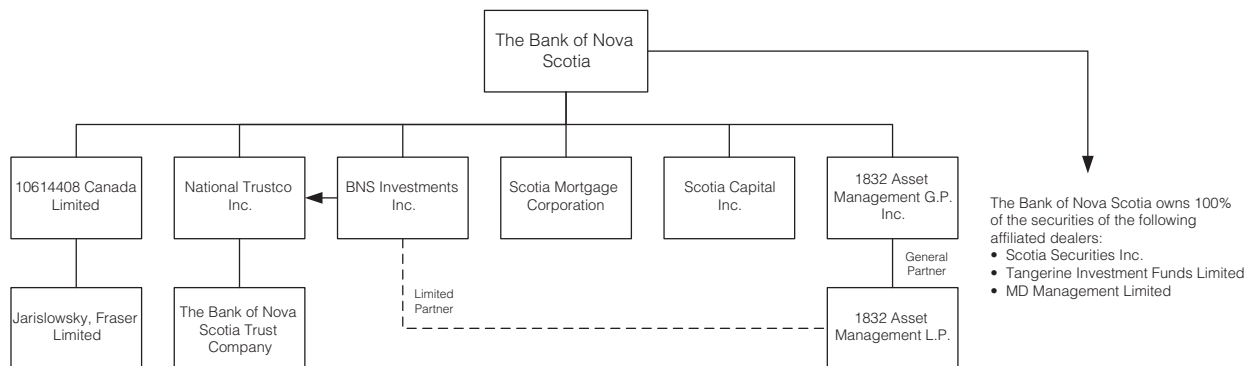 The Bank of Nova
Scotia
10614408 Canada
Limited
National Trustco
Inc.
BNS Investments
Inc.
Scotia Mortgage
Corporation
Scotia Capital
Inc.
1832 Asset
Management G.P.
Inc.
The Bank of Nova Scotia owns 100%
of the securities of the following
affiliated dealers:
• Scotia Securities Inc.
• Tangerine Investment Funds Limited
• MD Management Limited
General
Partner
Limited
Partner
Jarislowsky, Fraser
Limited
The Bank of Nova
Scotia Trust
Company
1832 Asset
Management L.P.